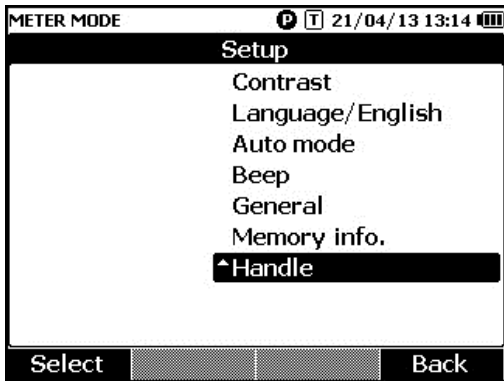 METER MODE P T 21/04/13 13:14
Setup
Contrast
Language/English
Auto mode
Beep
General
Memory info.
Handle
Select Back